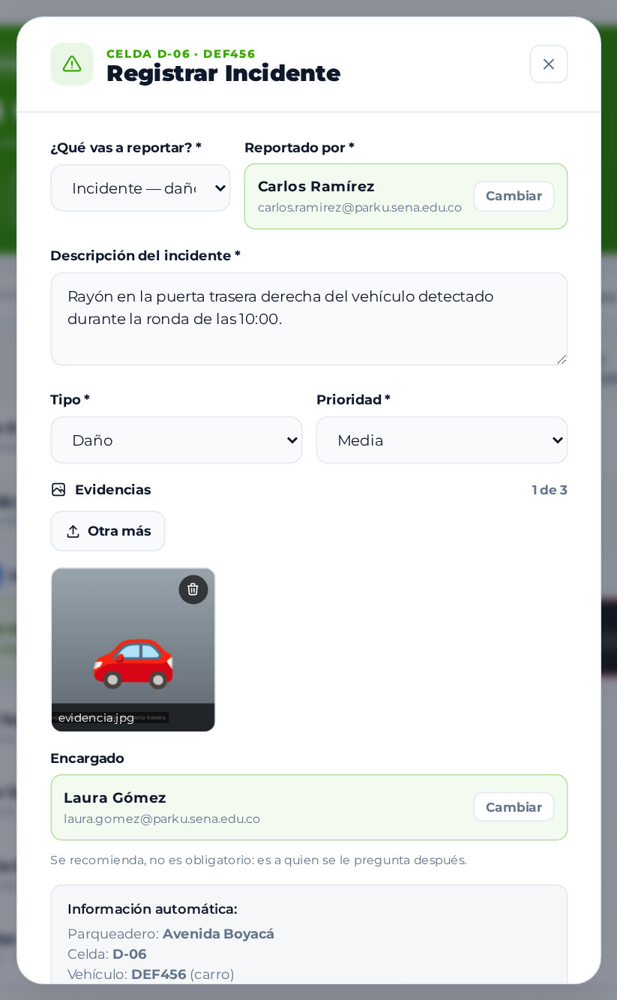 CELDA D-06 · DEF456
Registrar Incidente
¿Qué vas a reportar? *
Reportado por *
Incidente — dañ
Carlos Ramírez
carlos.ramirez@parku.sena.edu.co
Cambiar
Descripción del incidente *
Rayón en la puerta trasera derecha del vehículo detectado
durante la ronda de las 10:00.
Tipo *
Prioridad *
Daño
Media
Evidencias
1 de 3
Otra más
evidencia.jpg
Encargado
Laura Gómez
laura.gomez@parku.sena.edu.co
Cambiar
Se recomienda, no es obligatorio: es a quien se le pregunta después.
Información automática:
Parqueadero: Avenida Boyacá
Celda: D-06
Vehículo: DEF456 (carro)